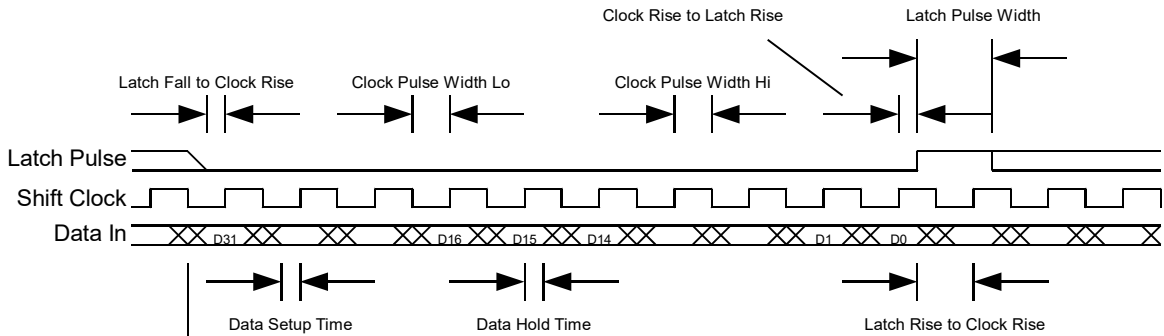 Clock Rise to Latch Rise
Latch Pulse Width
Latch Fall to Clock Rise
Clock Pulse Width Lo
Clock Pulse Width Hi
Latch Pulse
Shift Clock
Data In
D31
D16
D15
D14
D1
D0
Data Setup Time
Data Hold Time
Latch Rise to Clock Rise